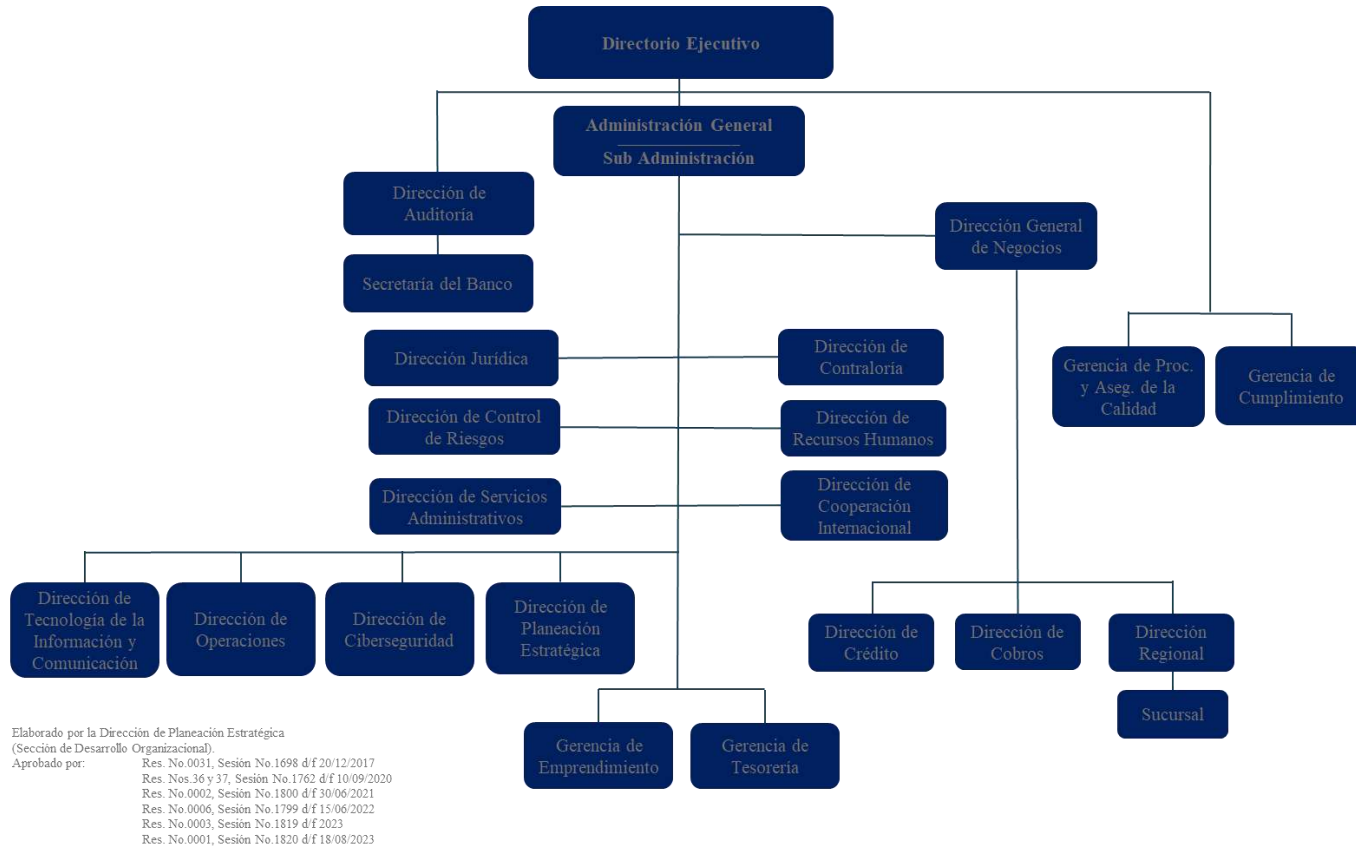 Directorio Ejecutivo
Administración General
Sub Administración
Dirección de
Auditoría
Secretaría del Banco
Dirección General
de Negocios
Dirección Jurídica
Dirección de
Contraloría
Gerencia de Proc.
y Aseg. de la
Calidad
Gerencia de
Cumplimiento
Dirección de Control
de Riesgos
Dirección de
Recursos Humanos
Dirección de Servicios
Administrativos
Dirección de
Cooperación
Internacional
Dirección de
Tecnología de la
Información y
Comunicación
Dirección de
Operaciones
Dirección de
Ciberseguridad
Dirección de
Planeación
Estratégica
Dirección de
Crédito
Dirección de
Cobros
Dirección
Regional
Sucursal
Gerencia de
Emprendimiento
Gerencia de
Tesorería
Elaborado por la Dirección de Planeación Estratégica
(Sección de Desarrollo Organizacional).
Aprobado por: Res. No.0031, Sesión No.1698 d/f 20/12/2017
Res. Nos.36 y 37, Sesión No.1762 d/f 10/09/2020
Res. No.0002, Sesión No.1800 d/f 30/06/2021
Res. No.0006, Sesión No.1799 d/f 15/06/2022
Res. No.0003, Sesión No.1819 d/f 2023
Res. No.0001, Sesión No.1820 d/f 18/08/2023